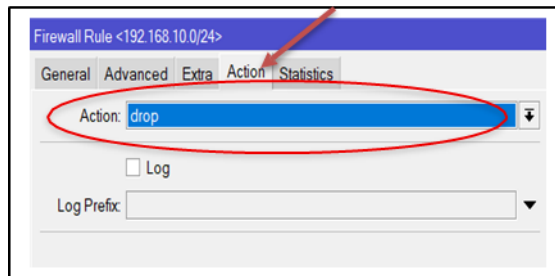 Firewall Rule <192.168.10.0/24>
General Advanced Extra Action Statistics
Action: drop
Log
Log Prefix: